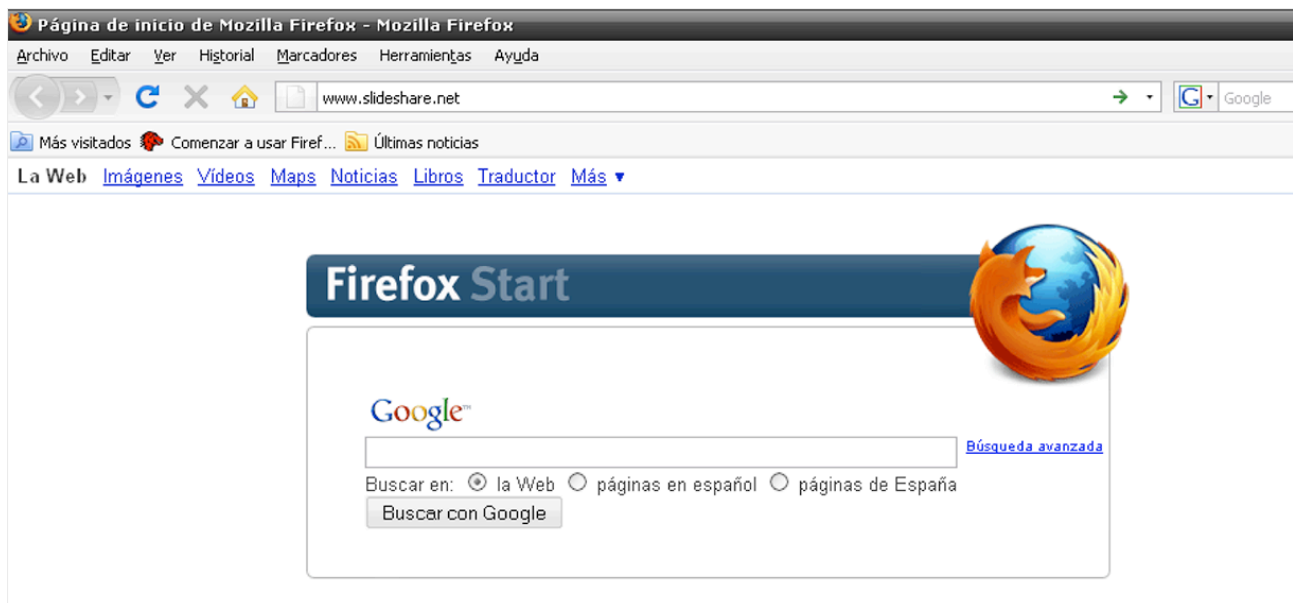 Página de inicio de Mozilla Firefox - Mozilla Firefox
Archivo Editar Ver Historial Marcadores Herramientas Ayuda
www.slideshare.net G Google
Más visitados Comenzar a usar Firef... Últimas noticias
La Web Imágenes Vídeos Maps Noticias Libros Traductor Más ▼
Firefox Start
Google™
Búsqueda avanzada
Buscar en: la Web páginas en español páginas de España
Buscar con Google